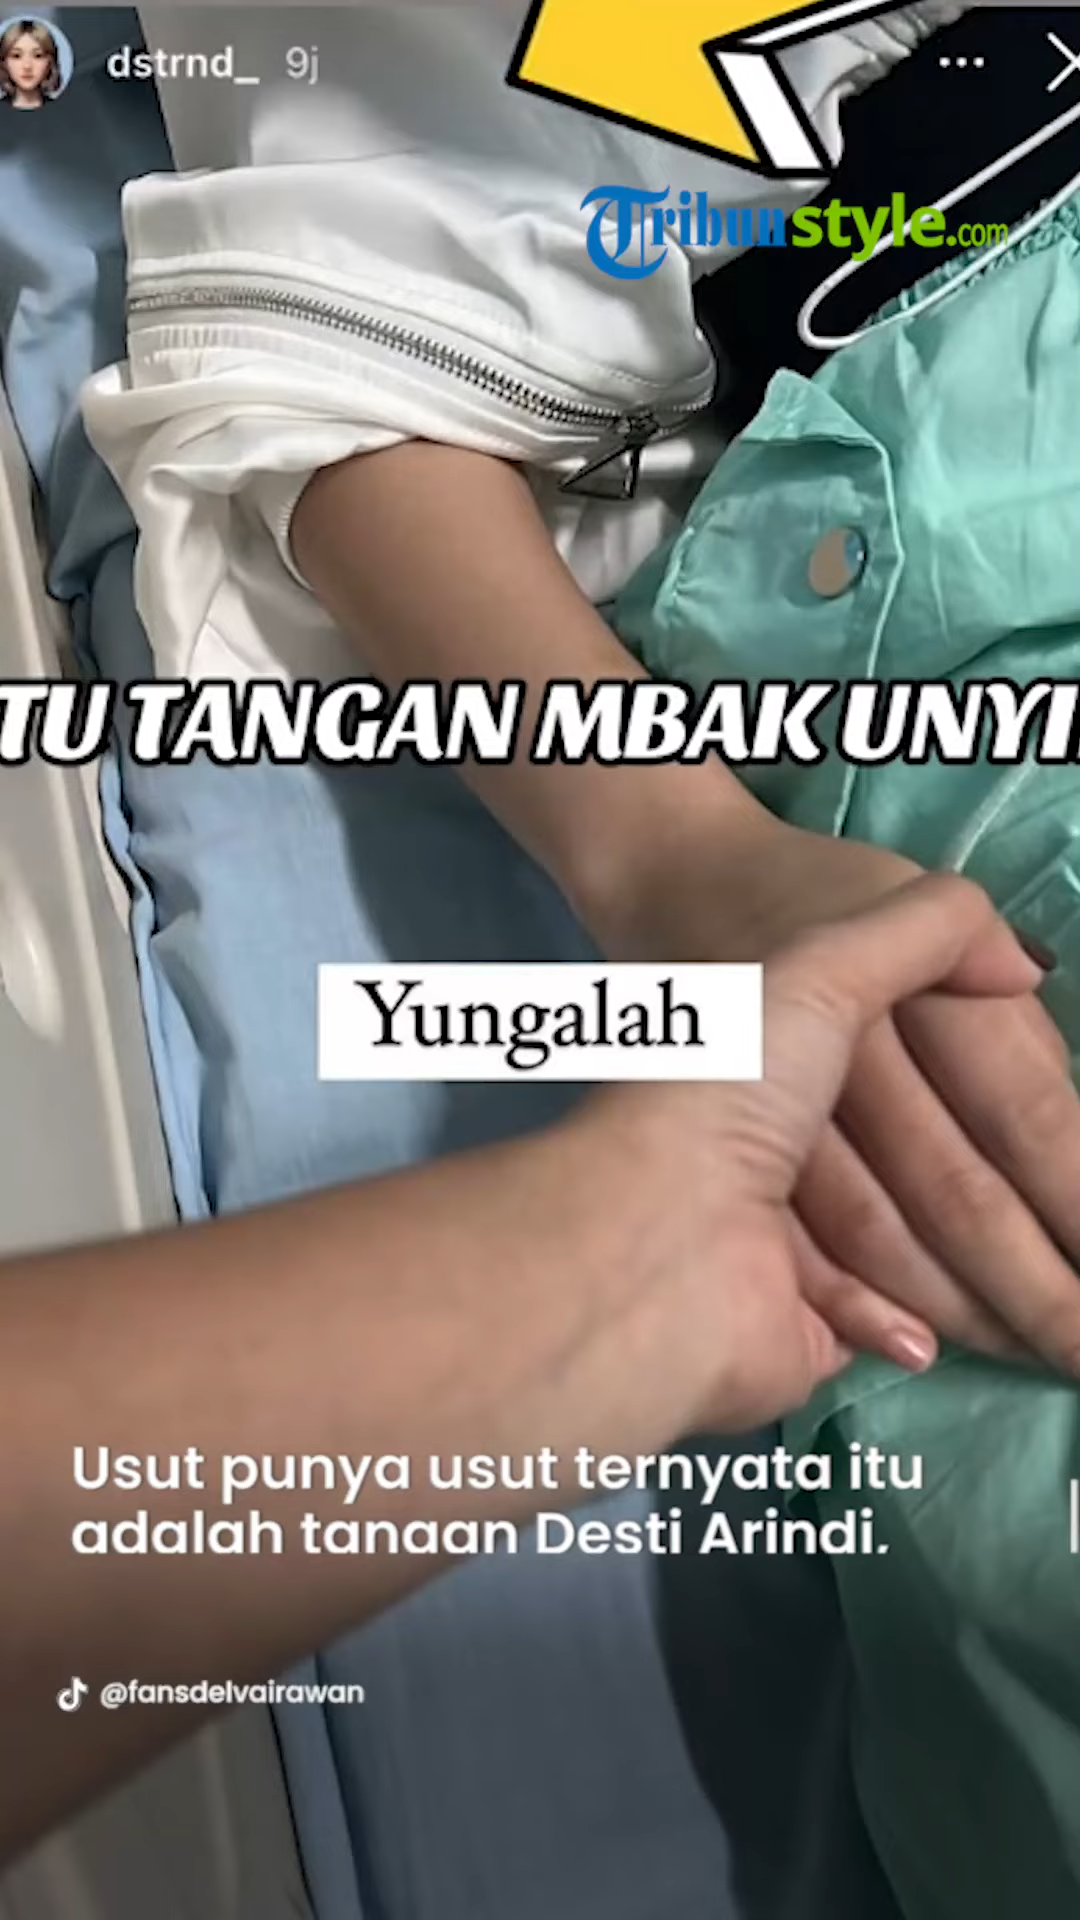 dstrnd_ 9j
Tribunstyle.com
TU TANGAN MBAK UNYI
Yungalah
Usut punya usut ternyata itu
adalah tanaan Desti Arindi.
@fansdelvairawan